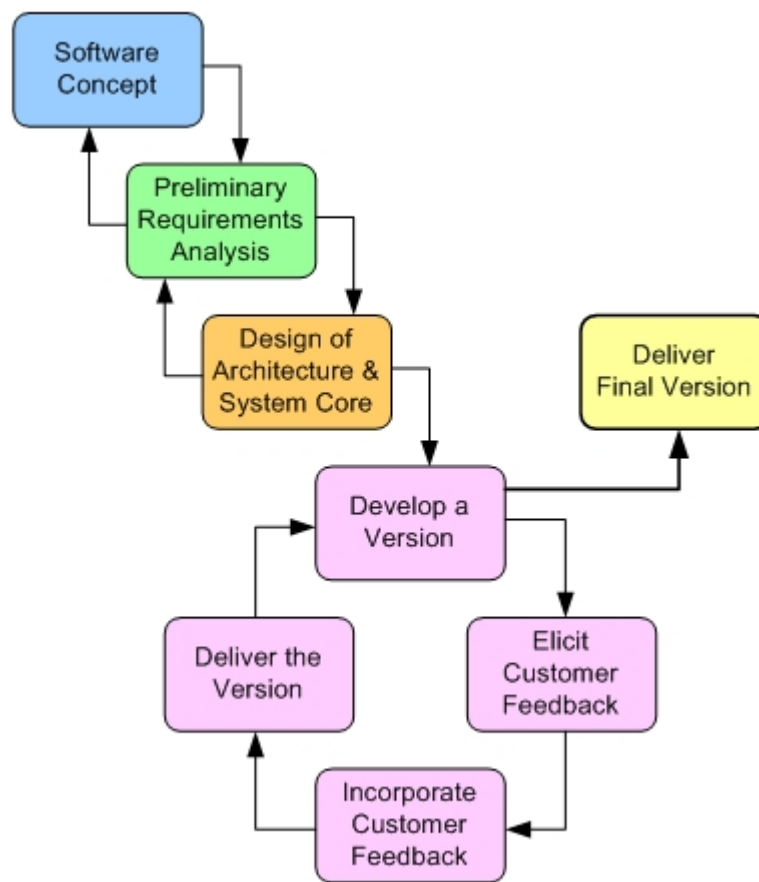 Software
Concept
Preliminary
Requirements
Analysis
Design of
Architecture &
System Core
Deliver
Final Version
Develop a
Version
Deliver the
Version
Elicit
Customer
Feedback
Incorporate
Customer
Feedback